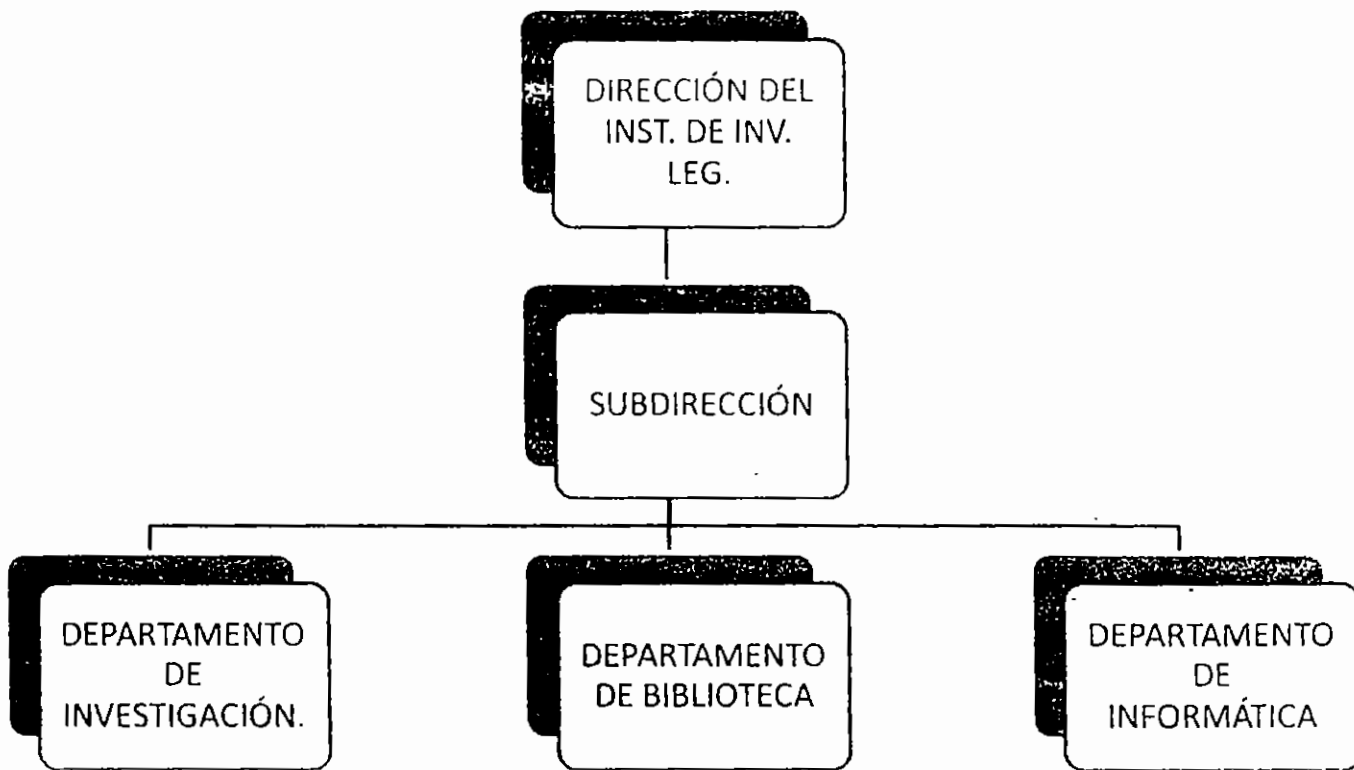 DIRECCIÓN DEL
INST. DE INV.
LEG.
SUBDIRECCIÓN
DEPARTAMENTO
DE
INVESTIGACIÓN.
DEPARTAMENTO
DE BIBLIOTECA
DEPARTAMENTO
DE
INFORMÁTICA